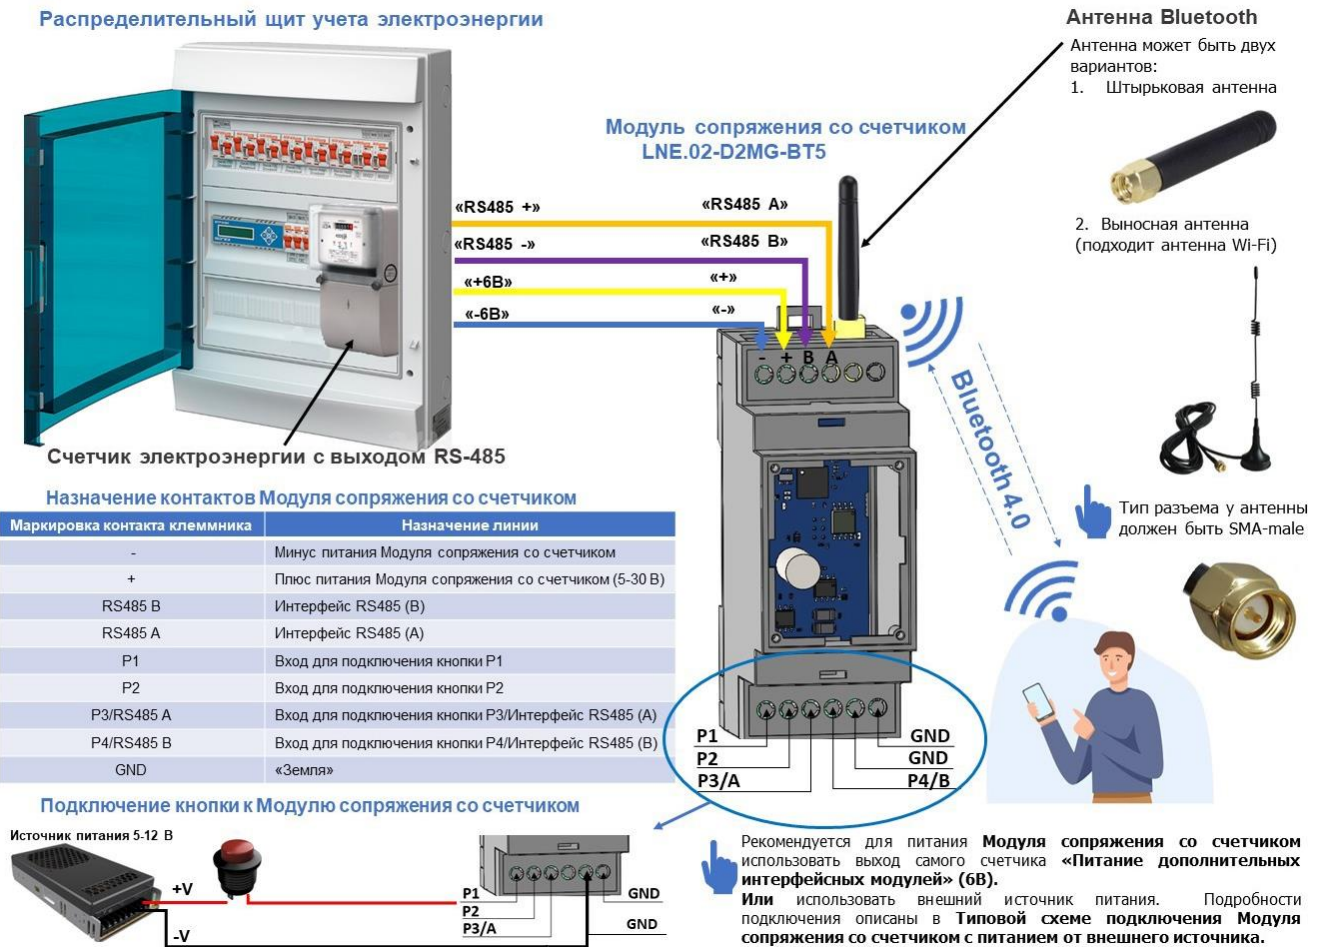 Распределительный щит учета электроэнергии
Антенна Bluetooth
Антенна может быть двух
вариантов:
1. Штырьковая антенна
2. Выносная антенна
(подходит антенна Wi-Fi)
Тип разъема у антенны
должен быть SMA-male
Модуль сопряжения со счетчиком
LNE.02-D2MG-BT5
«RS485 +» «RS485 A»
«RS485 -» «RS485 B»
«+6В» «+»
«-6В» «-»
- + B A
Bluetooth 4.0
Счетчик электроэнергии с выходом RS-485
Назначение контактов Модуля сопряжения со счетчиком
Маркировка контакта клеммника Назначение линии
- Минус питания Модуля сопряжения со счетчиком
+ Плюс питания Модуля сопряжения со счетчиком (5-30 В)
RS485 B Интерфейс RS485 (B)
RS485 A Интерфейс RS485 (A)
P1 Вход для подключения кнопки P1
P2 Вход для подключения кнопки P2
P3/RS485 A Вход для подключения кнопки P3/Интерфейс RS485 (A)
P4/RS485 B Вход для подключения кнопки P4/Интерфейс RS485 (B)
GND «Земля»
P1 GND
P2 GND
P3/A P4/B
Подключение кнопки к Модулю сопряжения со счетчиком
Источник питания 5-12 В
+V
-V
P1 GND
P2
P3/A GND
Рекомендуется для питания Модуля сопряжения со счетчиком
использовать выход самого счетчика «Питание дополнительных
интерфейсных модулей» (6В).
Или использовать внешний источник питания. Подробности
подключения описаны в Типовой схеме подключения Модуля
сопряжения со счетчиком с питанием от внешнего источника.